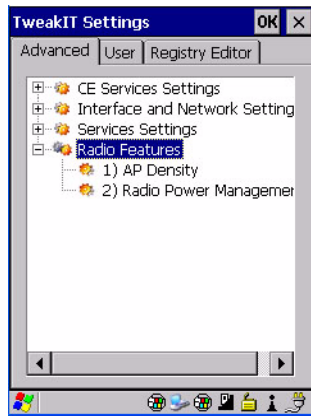 TweakIT Settings OK
Advanced User Registry Editor
CE Services Settings
Interface and Network Setting
Services Settings
Radio Features
1) AP Density
2) Radio Power Managemer